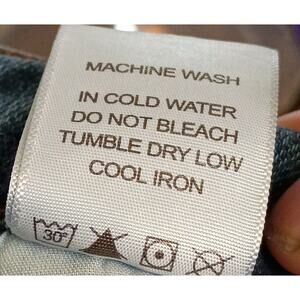 MACHINE WASH
IN COLD WATER
DO NOT BLEACH
TUMBLE DRY LOW
COOL IRON
30°